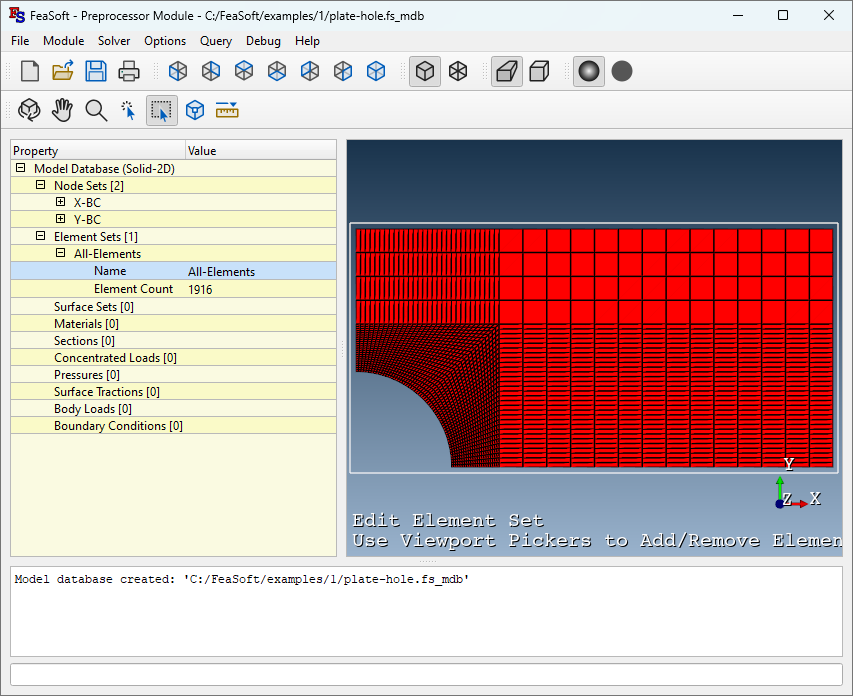 FeaSoft - Preprocessor Module - C:/FeaSoft/examples/1/plate-hole.fs_mdb
File Module Solver Options Query Debug Help
Property Value
Model Database (Solid-2D)
Node Sets [2]
X-BC
Y-BC
Element Sets [1]
All-Elements
Name All-Elements
Element Count 1916
Surface Sets [0]
Materials [0]
Sections [0]
Concentrated Loads [0]
Pressures [0]
Surface Tractions [0]
Body Loads [0]
Boundary Conditions [0]
Y
Z X
Edit Element Set
Use Viewport Pickers to Add/Remove Elemen
Model database created: 'C:/FeaSoft/examples/1/plate-hole.fs_mdb'